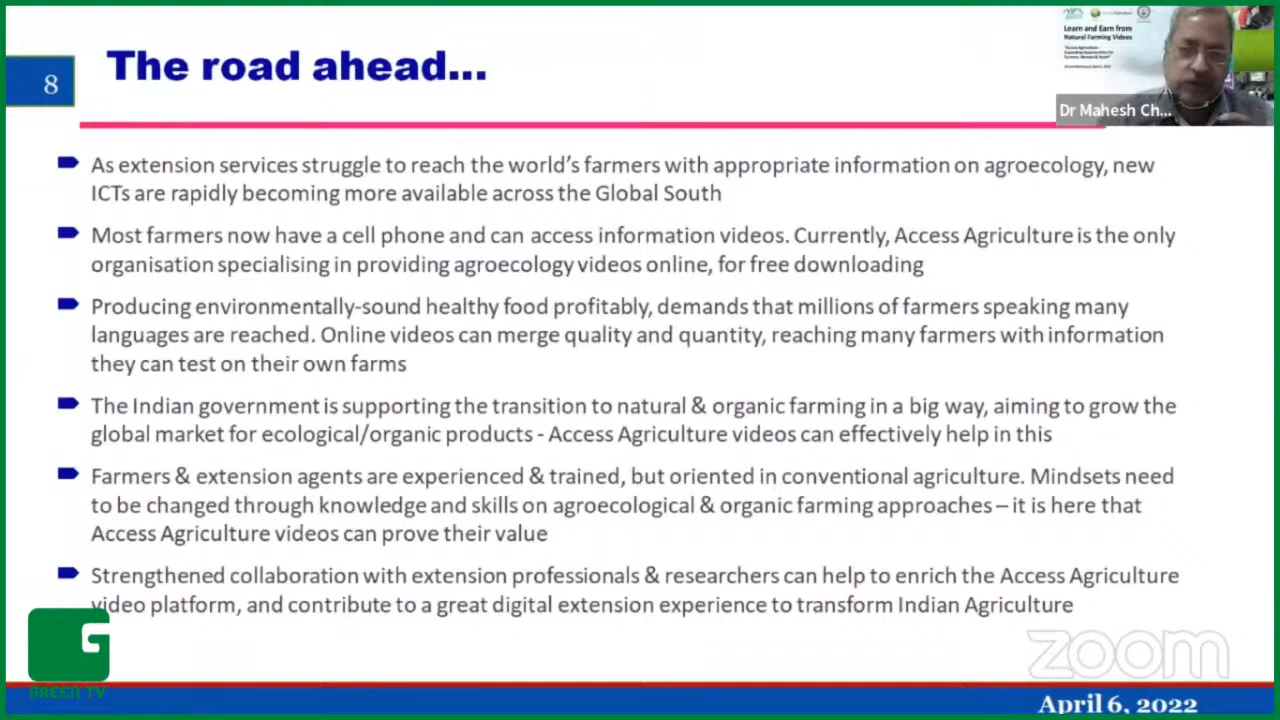 The road ahead...
8
Learn and Earn from
Natural Farming Videos
Dr Mahesh Ch...
As extension services struggle to reach the world's farmers with appropriate information on agroecology, new
ICTs are rapidly becoming more available across the Global South
Most farmers now have a cell phone and can access information videos. Currently, Access Agriculture is the only
organisation specialising in providing agroecology videos online, for free downloading
Producing environmentally-sound healthy food profitably, demands that millions of farmers speaking many
languages are reached. Online videos can merge quality and quantity, reaching many farmers with information
they can test on their own farms
The Indian government is supporting the transition to natural & organic farming in a big way, aiming to grow the
global market for ecological/organic products - Access Agriculture videos can effectively help in this
Farmers & extension agents are experienced & trained, but oriented in conventional agriculture. Mindsets need
to be changed through knowledge and skills on agroecological & organic farming approaches – it is here that
Access Agriculture videos can prove their value
Strengthened collaboration with extension professionals & researchers can help to enrich the Access Agriculture
video platform, and contribute to a great digital extension experience to transform Indian Agriculture
G
GREEN TV
zoom
April 6, 2022